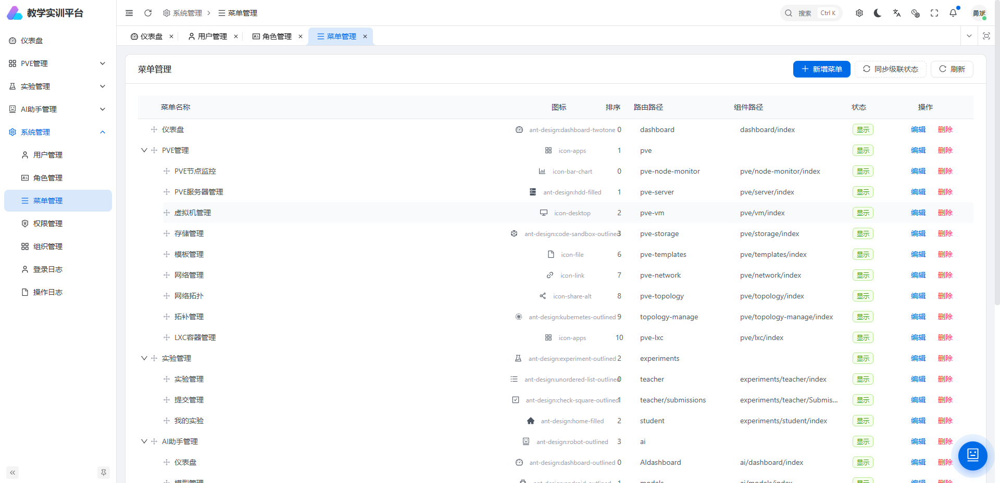 教学实训平台
系统管理 > 菜单管理
搜索 Ctrl K
勇斌
仪表盘 × 用户管理 × 角色管理 × 菜单管理 ×
仪表盘
PVE管理
实验管理
AI助手管理
系统管理
用户管理
角色管理
菜单管理
权限管理
组织管理
登录日志
操作日志
菜单管理
新增菜单 同步级联状态 刷新
菜单名称 图标 排序 路由路径 组件路径 状态 操作
仪表盘 ant-design:dashboard-twotone 0 dashboard dashboard/index 显示 编辑 删除
PVE管理 icon-apps 1 pve 显示 编辑 删除
PVE节点监控 icon-bar-chart 0 pve-node-monitor pve/node-monitor/index 显示 编辑 删除
PVE服务器管理 ant-design:hdd-filled 1 pve-server pve/server/index 显示 编辑 删除
虚拟机管理 icon-desktop 2 pve-vm pve/vm/index 显示 编辑 删除
存储管理 ant-design:code-sandbox-outlined 3 pve-storage pve/storage/index 显示 编辑 删除
模板管理 icon-file 6 pve-templates pve/templates/index 显示 编辑 删除
网络管理 icon-link 7 pve-network pve/network/index 显示 编辑 删除
网络拓扑 icon-share-alt 8 pve-topology pve/topology/index 显示 编辑 删除
拓补管理 ant-design:kubernetes-outlined 9 topology-manage pve/topology-manage/index 显示 编辑 删除
LXC容器管理 icon-apps 10 pve-lxc pve/lxc/index 显示 编辑 删除
实验管理 ant-design:experiment-outlined 2 experiments 显示 编辑 删除
实验管理 ant-design:unordered-list-outlined 0 teacher experiments/teacher/index 显示 编辑 删除
提交管理 ant-design:check-square-outlined 1 teacher/submissions experiments/teacher/Submis... 显示 编辑 删除
我的实验 ant-design:home-filled 2 student experiments/student/index 显示 编辑 删除
AI助手管理 ant-design:robot-outlined 3 ai 显示 编辑 删除
仪表盘 ant-design:dashboard-outlined 0 AIdashboard ai/dashboard/index 显示 编辑 删除
模型管理 ant-design:android-outlined 1 models ai/models/index 显示 编辑 删除